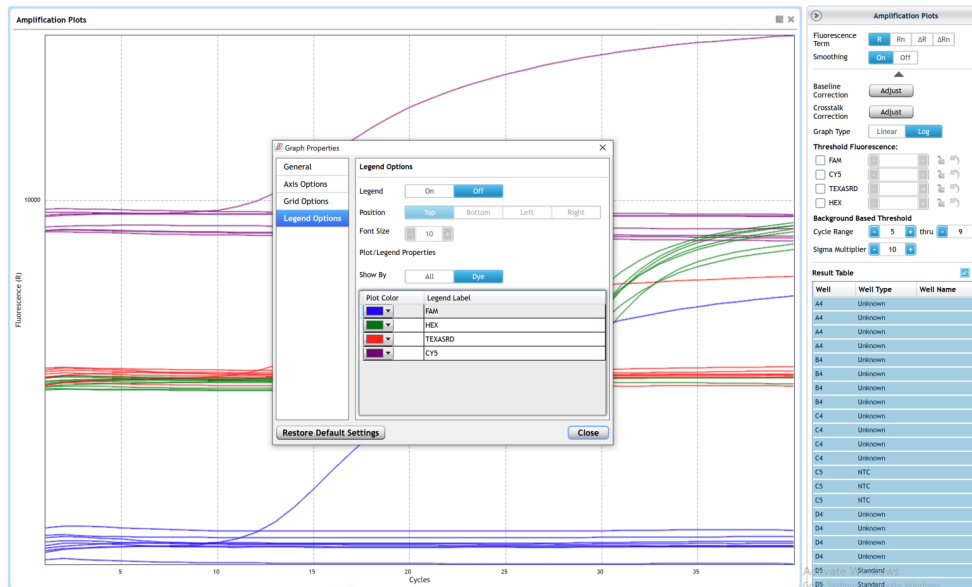 Amplification Plots
10000
Fluorescence (R)
5
10
15
20
25
30
35
Cycles
Graph Properties
General
Axis Options
Grid Options
Legend Options
Legend Options
Legend On Off
Position Top Bottom Left Right
Font Size 10
Plot/Legend Properties
Show By All Dye
Plot Color Legend Label
FAM
HEX
TEXASRD
CY5
Restore Default Settings Close
Amplification Plots
Fluorescence
Term R Rn ΔR ΔRn
Smoothing On Off
Baseline
Correction Adjust
Crosstalk
Correction Adjust
Graph Type Linear Log
Threshold Fluorescence:
FAM
CY5
TEXASRD
HEX
Background Based Threshold
Cycle Range - 5 + thru - 9
Sigma Multiplier - 10 +
Result Table
Well Well Type Well Name
A4 Unknown
A4 Unknown
A4 Unknown
A4 Unknown
B4 Unknown
B4 Unknown
B4 Unknown
B4 Unknown
C4 Unknown
C4 Unknown
C4 Unknown
C4 Unknown
C5 NTC
C5 NTC
C5 NTC
D4 Unknown
D4 Unknown
D4 Unknown
D4 Unknown
D5 Standard
D5 Standard
Activate Windows